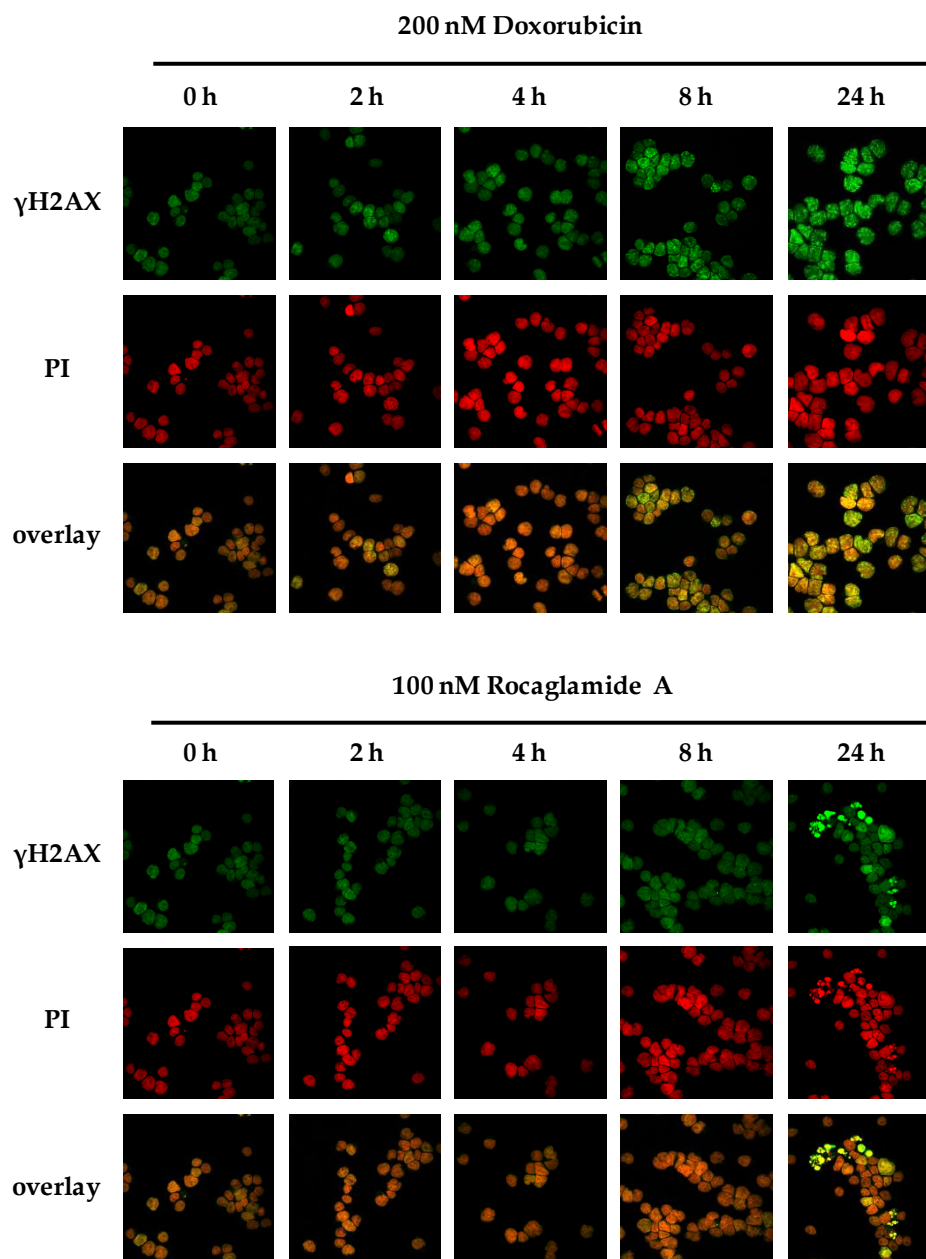 200 nM Doxorubicin
0 h 2 h 4 h 8 h 24 h
γH2AX
PI
overlay
100 nM Rocaglamide A
0 h 2 h 4 h 8 h 24 h
γH2AX
PI
overlay